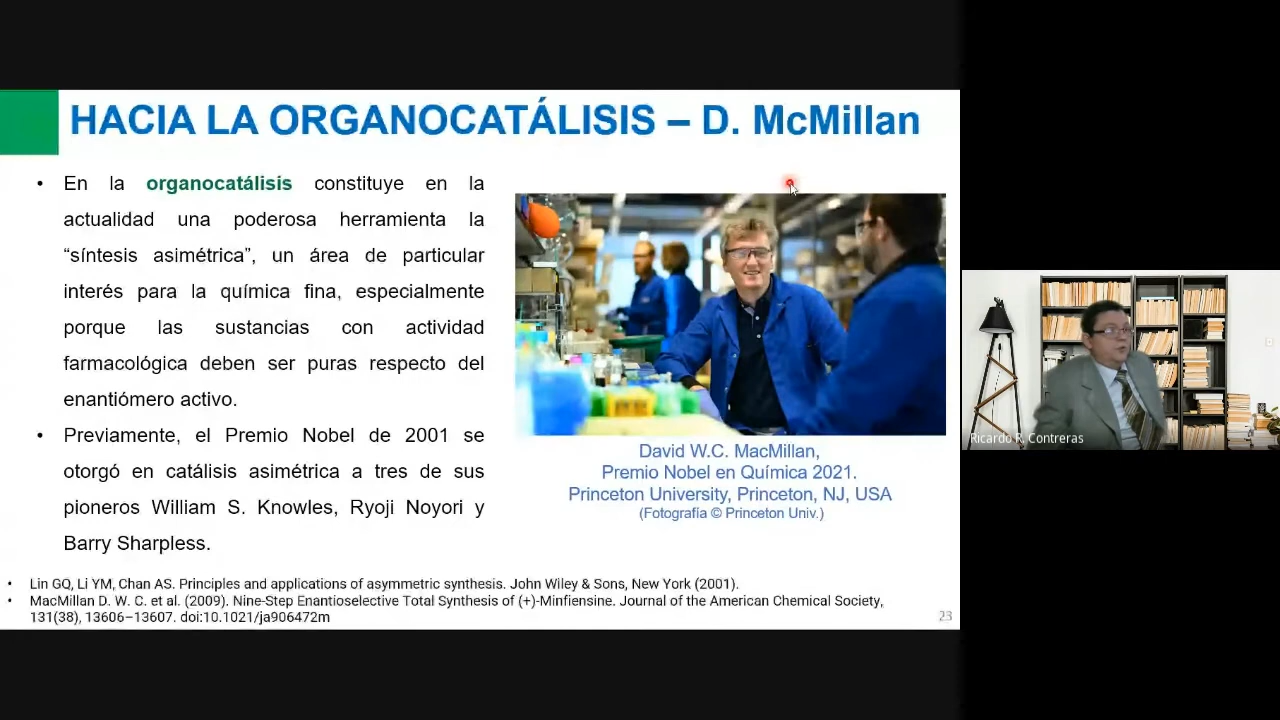 HACIA LA ORGANOCATÁLISIS – D. McMillan
• En la organocatálisis constituye en la
actualidad una poderosa herramienta la
“síntesis asimétrica”, un área de particular
interés para la química fina, especialmente
porque las sustancias con actividad
farmacológica deben ser puras respecto del
enantiómero activo.
• Previamente, el Premio Nobel de 2001 se
otorgó en catálisis asimétrica a tres de sus
pioneros William S. Knowles, Ryoji Noyori y
Barry Sharpless.
David W.C. MacMillan,
Premio Nobel en Química 2021.
Princeton University, Princeton, NJ, USA
(Fotografía © Princeton Univ.)
• Lin GQ, Li YM, Chan AS. Principles and applications of asymmetric synthesis. John Wiley & Sons, New York (2001).
• MacMillan D. W. C. et al. (2009). Nine-Step Enantioselective Total Synthesis of (+)-Minfiensine. Journal of the American Chemical Society,
131(38), 13606–13607. doi:10.1021/ja906472m
23
Ricardo R. Contreras